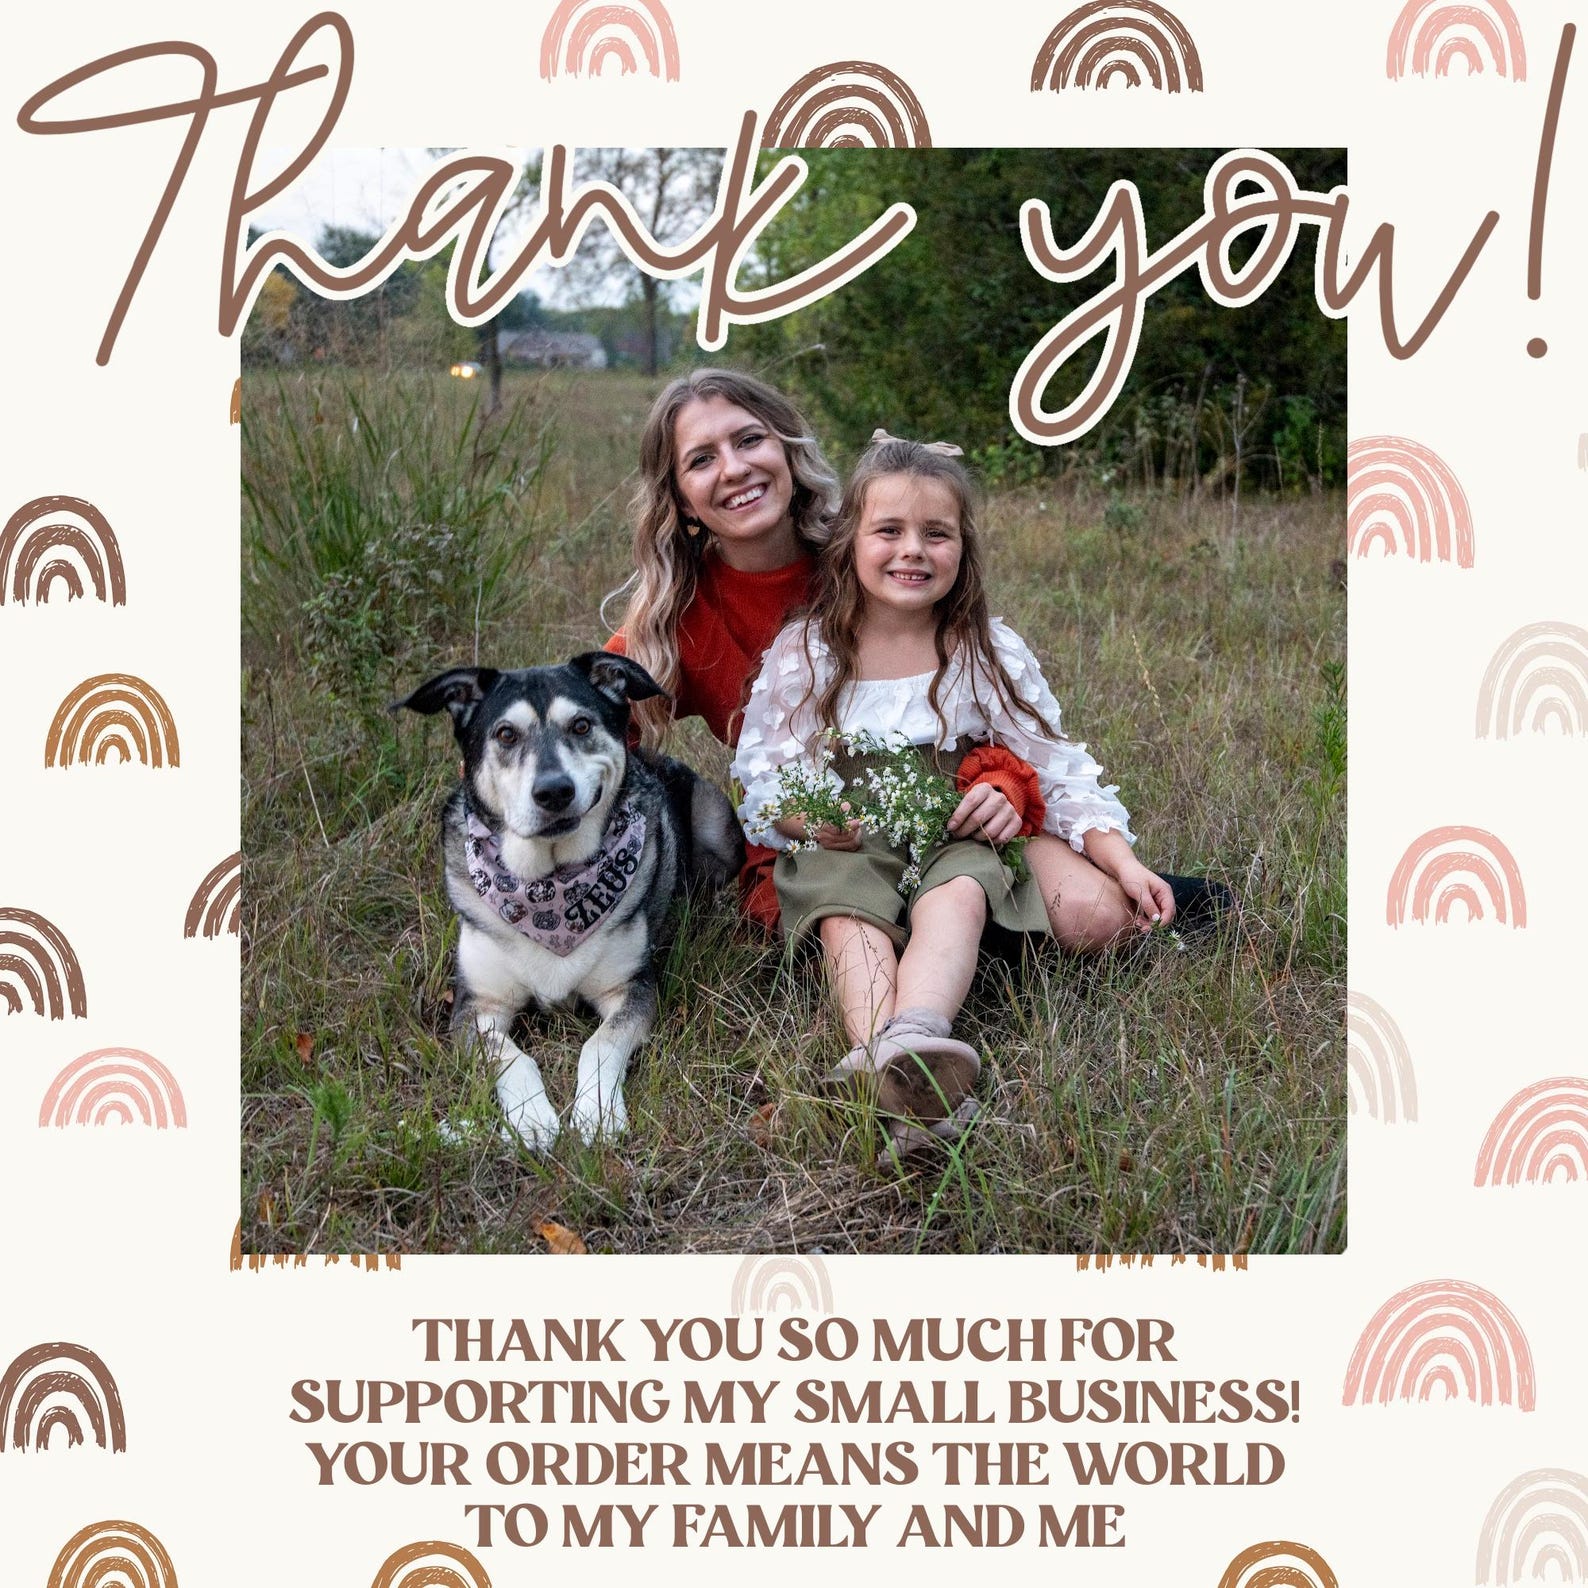 Thank you!
ZEUS
THANK YOU SO MUCH FOR
SUPPORTING MY SMALL BUSINESS!
YOUR ORDER MEANS THE WORLD
TO MY FAMILY AND ME